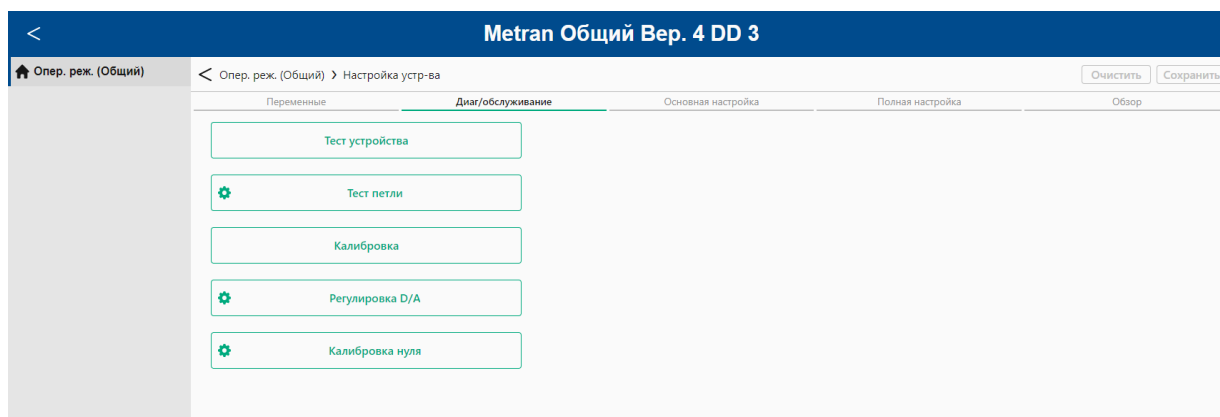 Metran Общий Вер. 4 DD 3
Опер. реж. (Общий)
Опер. реж. (Общий) > Настройка устр-ва
Очистить
Сохранить
Переменные
Диаг/обслуживание
Основная настройка
Полная настройка
Обзор
Тест устройства
Тест петли
Калибровка
Регулировка D/A
Калибровка нуля